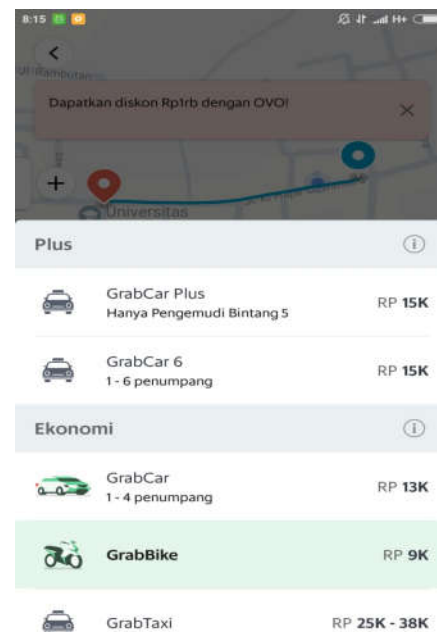 8:15
H+
Dapatkan diskon Rp1rb dengan OVO!
Universitas
Plus
GrabCar Plus
Hanya Pengemudi Bintang 5
RP 15K
GrabCar 6
1 - 6 penumpang
RP 15K
Ekonomi
GrabCar
1 - 4 penumpang
RP 13K
GrabBike
RP 9K
GrabTaxi
RP 25K - 38K